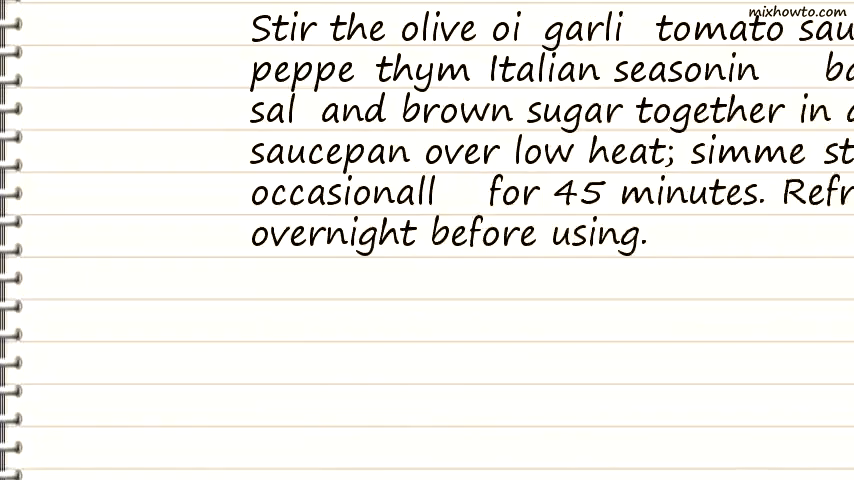 mixhowto.com
Stir the olive oi garli tomato sau
peppe thym Italian seasonin ba
sal and brown sugar together in a
saucepan over low heat; simme st
occasionall for 45 minutes. Refr
overnight before using.